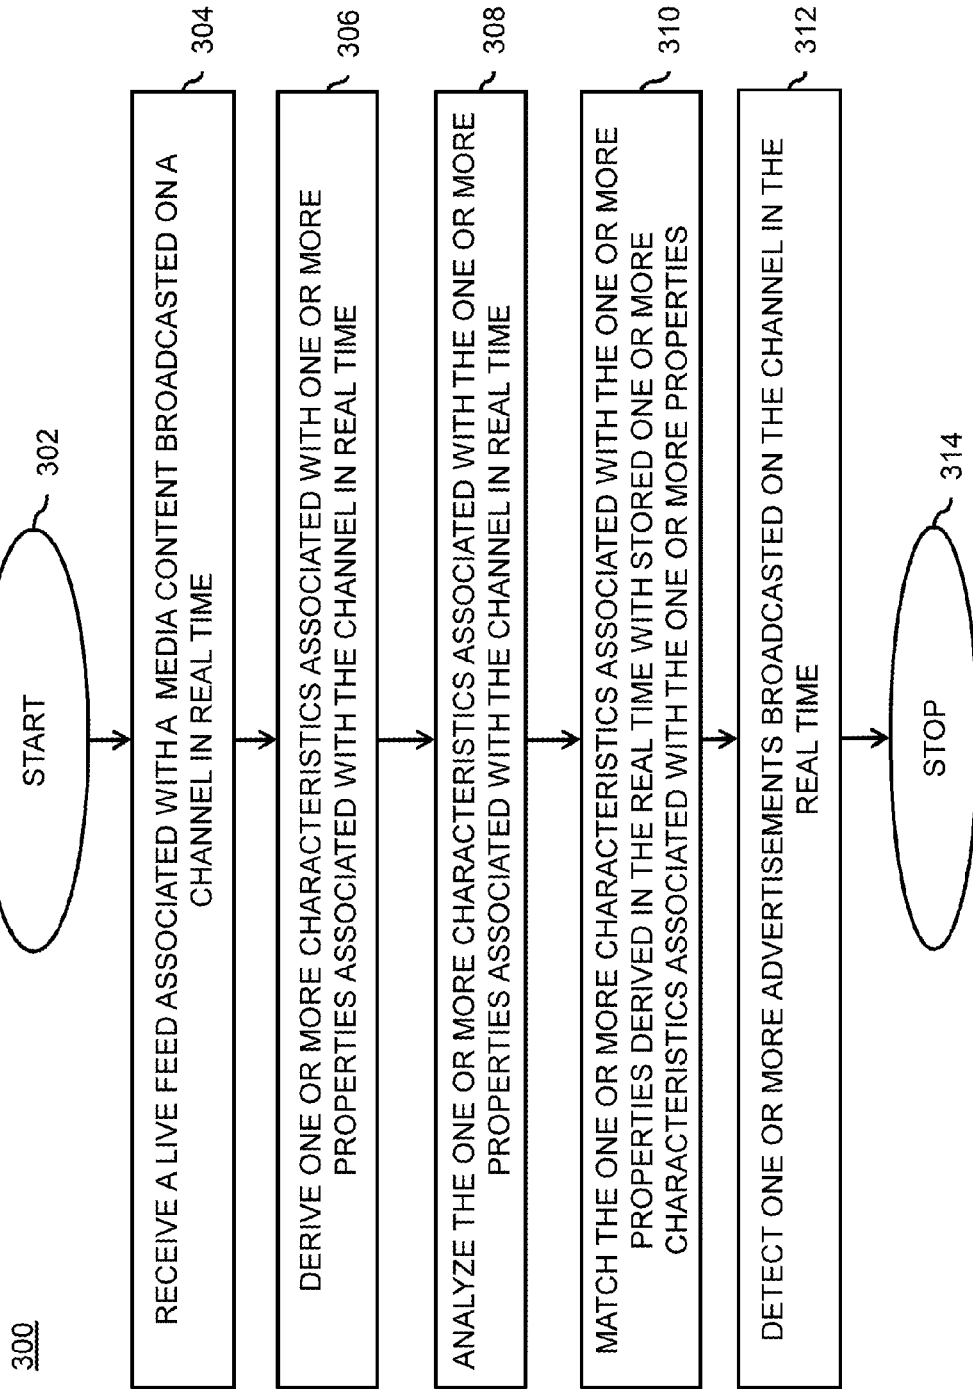 300
START
302
RECEIVE A LIVE FEED ASSOCIATED WITH A MEDIA CONTENT BROADCASTED ON A
CHANNEL IN REAL TIME
304
DERIVE ONE OR MORE CHARACTERISTICS ASSOCIATED WITH ONE OR MORE
PROPERTIES ASSOCIATED WITH THE CHANNEL IN REAL TIME
306
ANALYZE THE ONE OR MORE CHARACTERISTICS ASSOCIATED WITH THE ONE OR MORE
PROPERTIES ASSOCIATED WITH THE CHANNEL IN REAL TIME
308
MATCH THE ONE OR MORE CHARACTERISTICS ASSOCIATED WITH THE ONE OR MORE
PROPERTIES DERIVED IN THE REAL TIME WITH STORED ONE OR MORE
CHARACTERISTICS ASSOCIATED WITH THE ONE OR MORE PROPERTIES
310
DETECT ONE OR MORE ADVERTISEMENTS BROADCASTED ON THE CHANNEL IN THE
REAL TIME
312
STOP
314